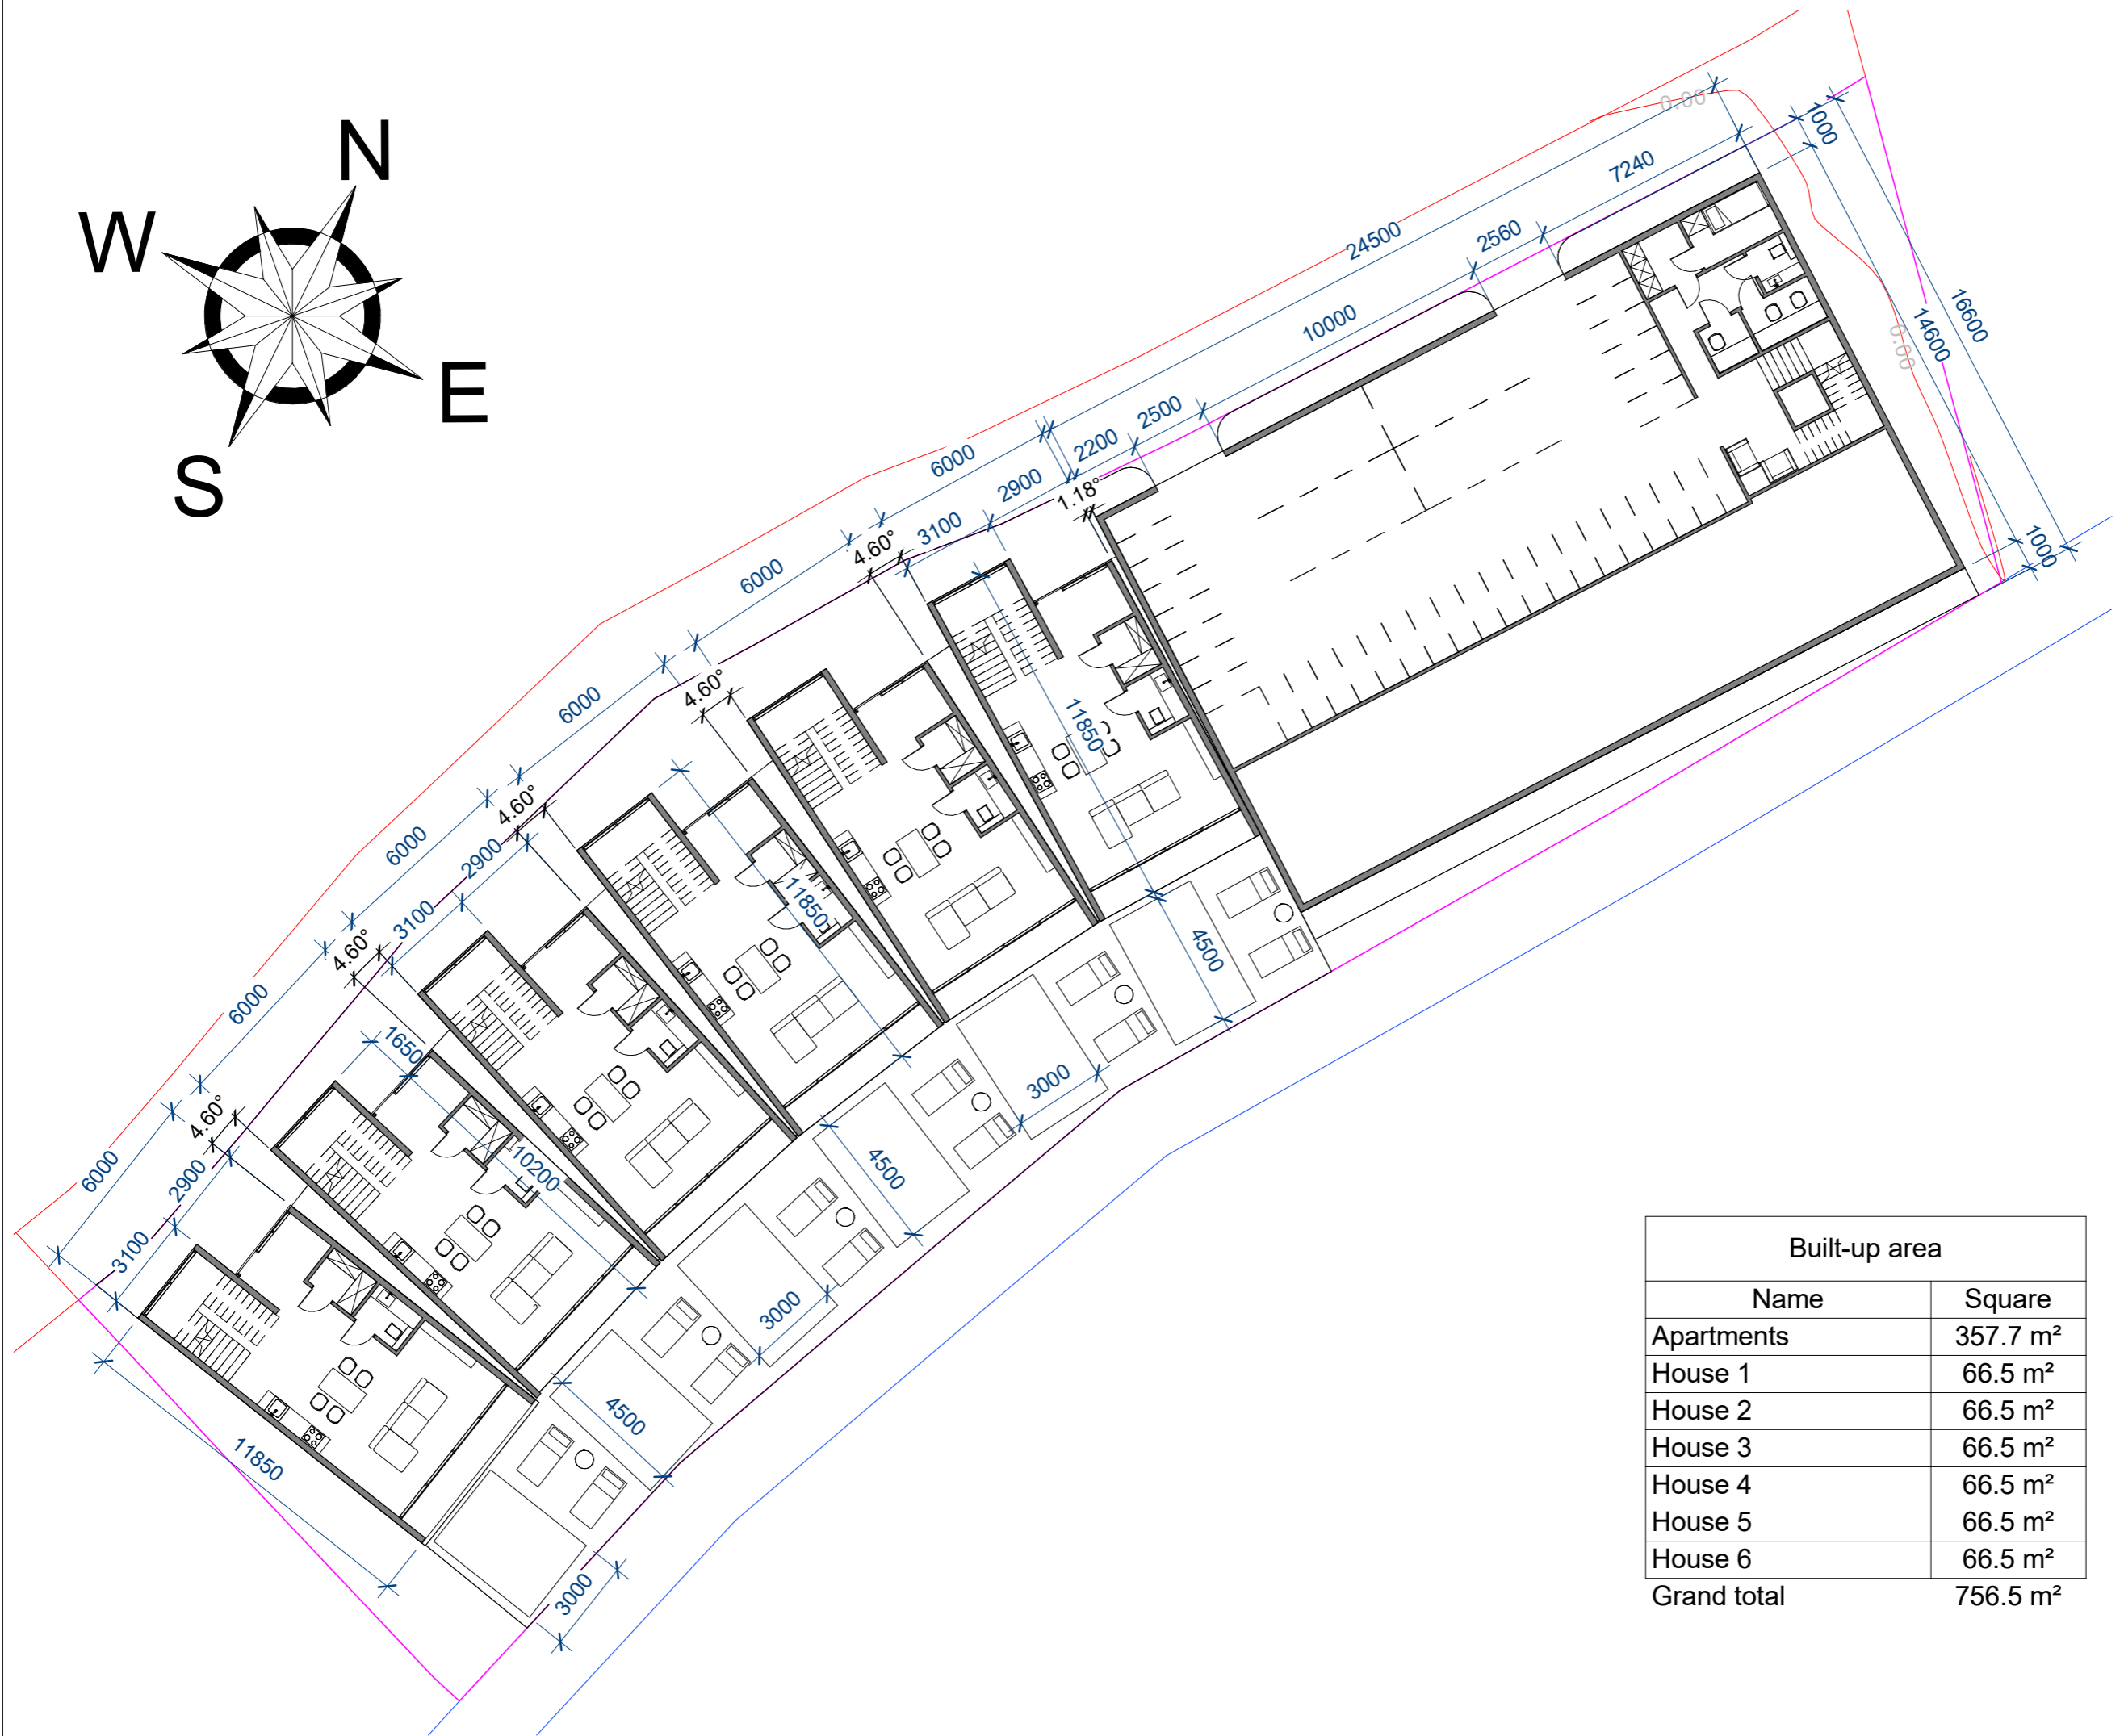 N
W
E
S
0.00
1000
7240
24500
2560
10000
16600
14600
0.00
2500
2200
6000
2900
1.18°
3100
4.60°
6000
1000
4.60°
6000
11850
4.60°
6000
2900
11850
4500
3100
4.60°
6000
1650
3000
4.60°
10200
4500
6000
2900
3100
3000
4500
11850
3000
Built-up area
Name Square
Apartments 357.7 m²
House 1 66.5 m²
House 2 66.5 m²
House 3 66.5 m²
House 4 66.5 m²
House 5 66.5 m²
House 6 66.5 m²
Grand total 756.5 m²